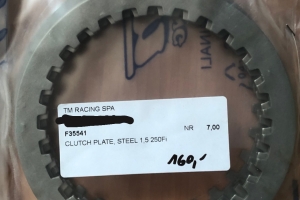 TM RACING SPA
F35541 NR 7,00
CLUTCH PLATE, STEEL 1.5 250Fi
160,-